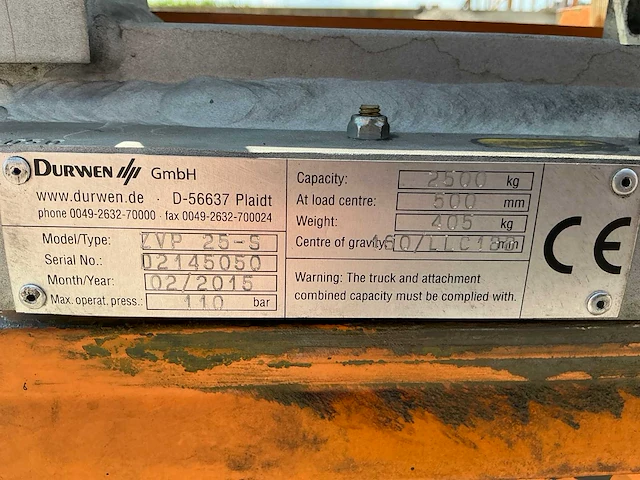 DURWEN GmbH
www.durwen.de · D-56637 Plaidt
phone 0049-2632-70000 · fax 0049-2632-700024
Model/Type: ZVP 25-S
Serial No.: 02145050
Month/Year: 02/2015
Max. operat. press.: 110 bar
Capacity: 2500 kg
At load centre: 500 mm
Weight: 405 kg
Centre of gravity: mm
Warning: The truck and attachment
combined capacity must be complied with.
CE